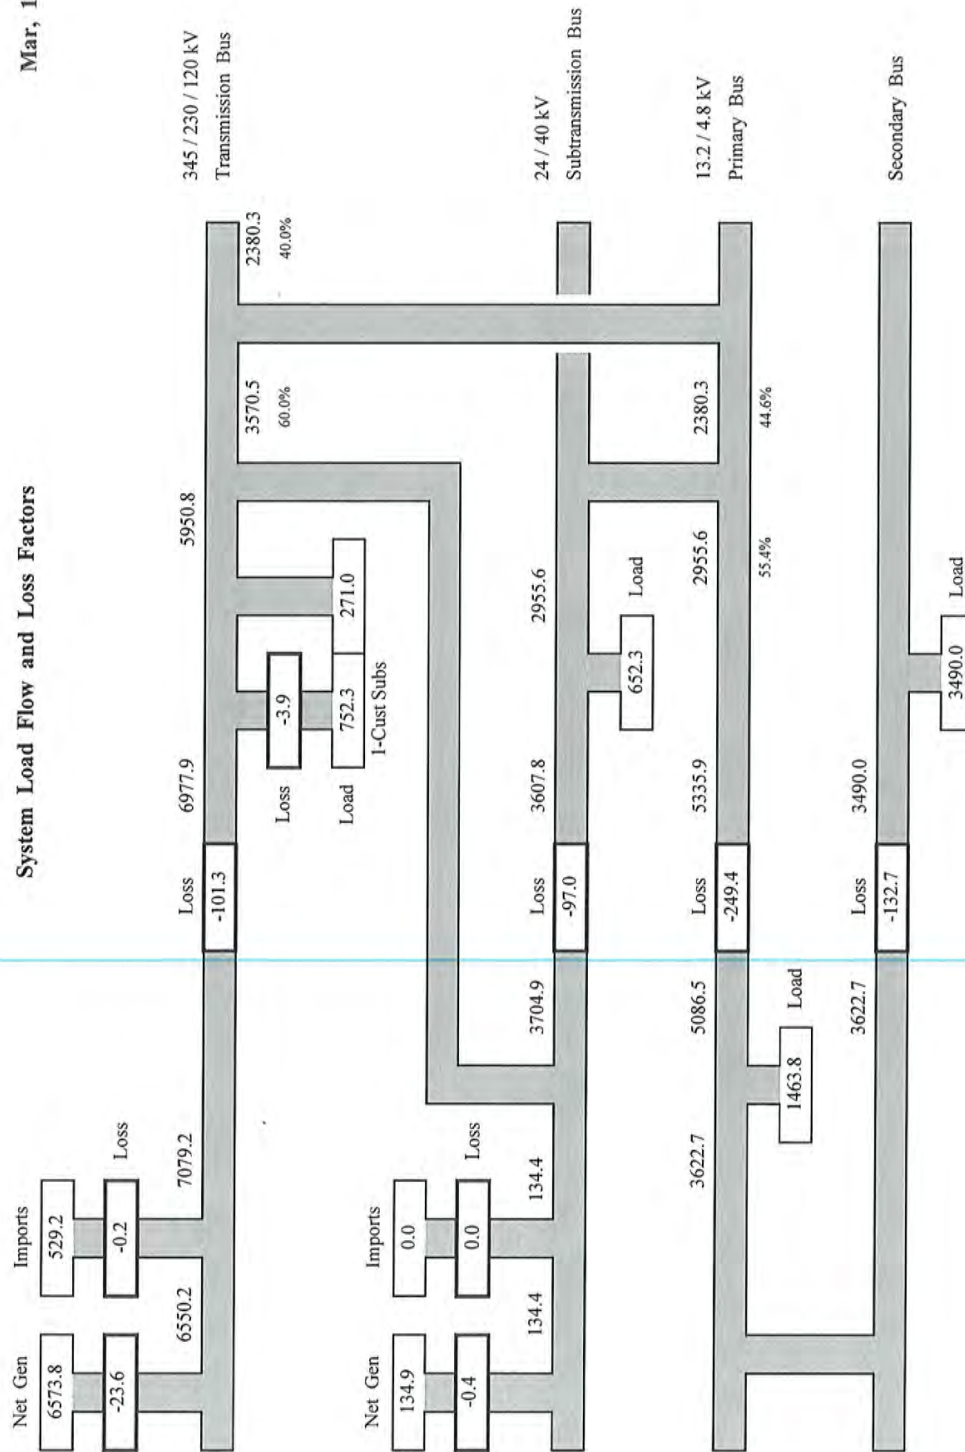 Mar, 1
System Load Flow and Loss Factors
345 / 230 / 120 kV
Transmission Bus
Net Gen
6573.8
-23.6
Imports
529.2
-0.2
Loss
6550.2
7079.2
Loss
-101.3
6977.9
5950.8
3570.5
60.0%
2380.3
40.0%
Loss
-3.9
Load
752.3
271.0
1-Cust Subs
24 / 40 kV
Subtransmission Bus
Net Gen
134.9
-0.4
Imports
0.0
0.0
Loss
134.4
134.4
3704.9
Loss
-97.0
3607.8
2955.6
652.3
Load
13.2 / 4.8 kV
Primary Bus
3622.7
5086.5
1463.8
Load
Loss
-249.4
5335.9
2955.6
55.4%
2380.3
44.6%
Secondary Bus
3622.7
Loss
-132.7
3490.0
3490.0
Load